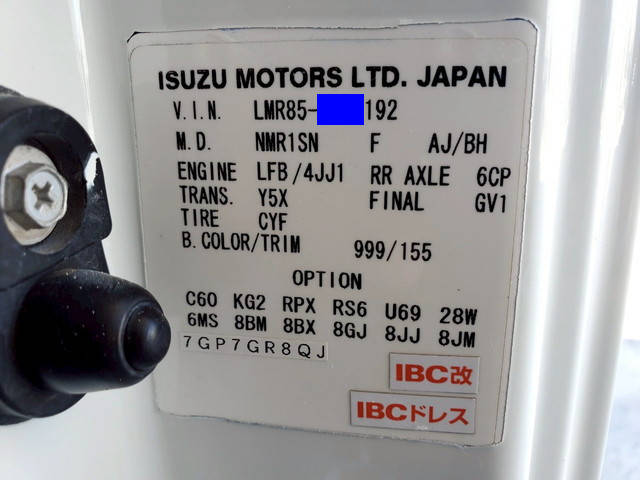 ISUZU MOTORS LTD. JAPAN
V.I.N. LMR85- 192
M.D. NMR1SN F AJ/BH
ENGINE LFB/4JJ1 RR AXLE 6CP
TRANS. Y5X FINAL GV1
TIRE CYF
B.COLOR/TRIM 999/155
OPTION
C60 KG2 RPX RS6 U69 28W
6MS 8BM 8BX 8GJ 8JJ 8JM
7GP7GR8QJ
IBC改
IBCドレス